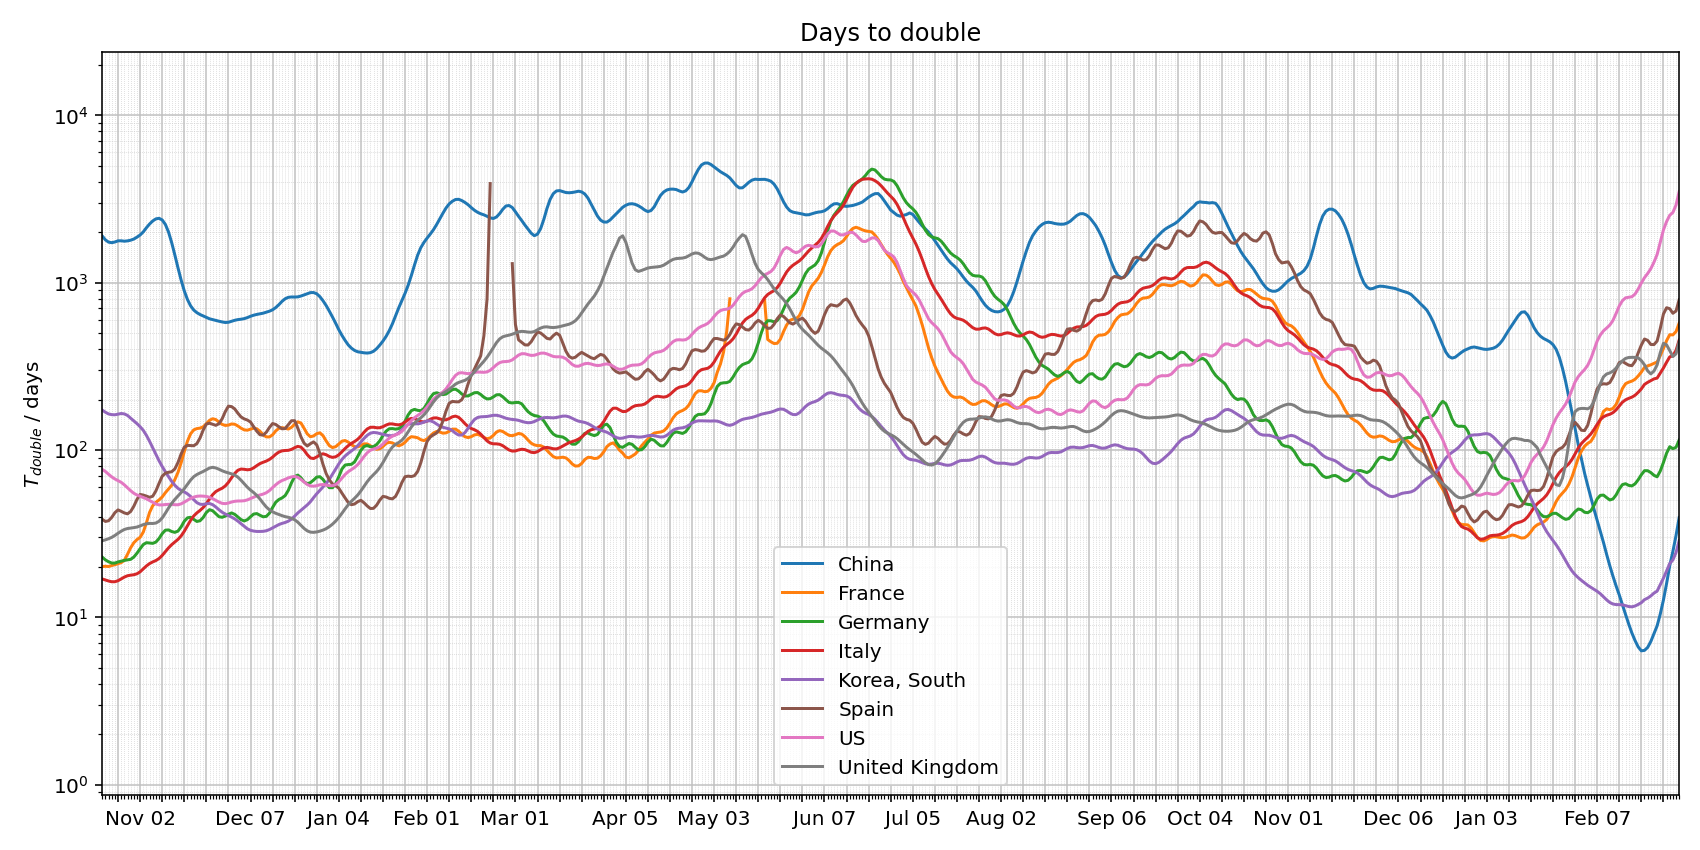 Days to double
T_double / days
10⁴
10³
10²
10¹
10⁰
Nov 02 Dec 07 Jan 04 Feb 01 Mar 01 Apr 05 May 03 Jun 07 Jul 05 Aug 02 Sep 06 Oct 04 Nov 01 Dec 06 Jan 03 Feb 07
China
France
Germany
Italy
Korea, South
Spain
US
United Kingdom